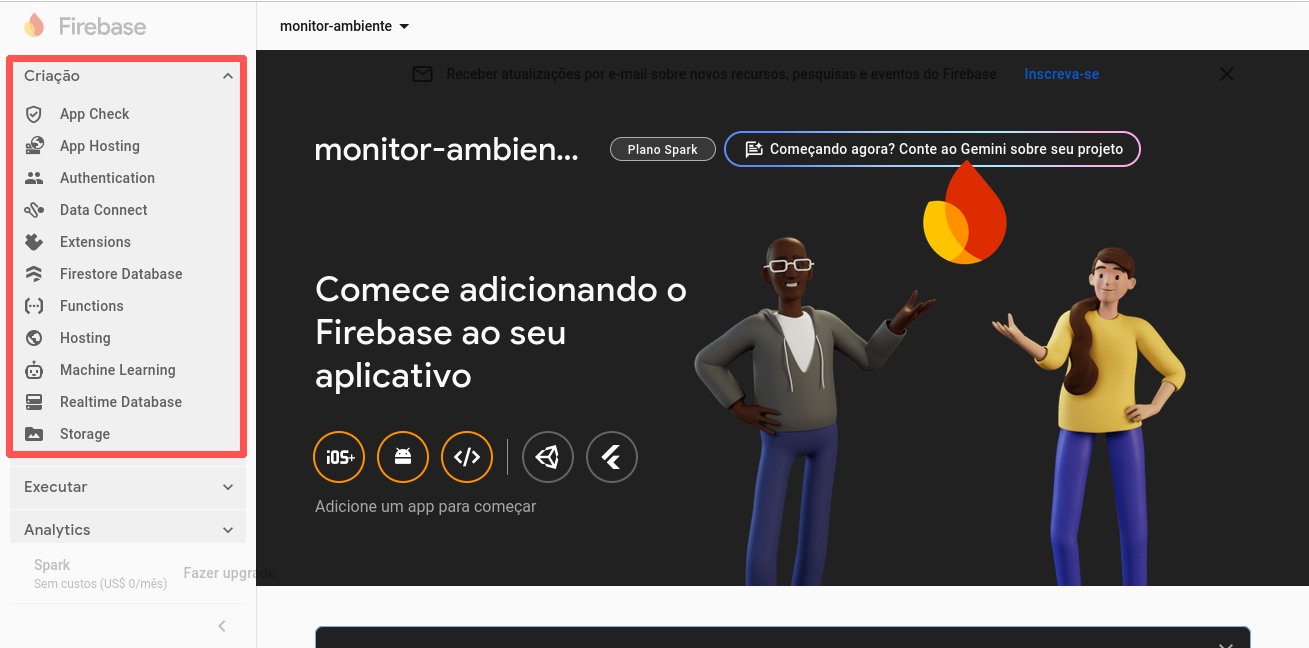 Firebase
monitor-ambiente
Criação
App Check
App Hosting
Authentication
Data Connect
Extensions
Firestore Database
Functions
Hosting
Machine Learning
Realtime Database
Storage
Executar
Analytics
Spark
Sem custos (US$ 0/mês)
Fazer upgrade
Receber atualizações por e-mail sobre novos recursos, pesquisas e eventos do Firebase Inscreva-se
monitor-ambien...
Plano Spark
Começando agora? Conte ao Gemini sobre seu projeto
Comece adicionando o
Firebase ao seu
aplicativo
iOS+
Adicione um app para começar